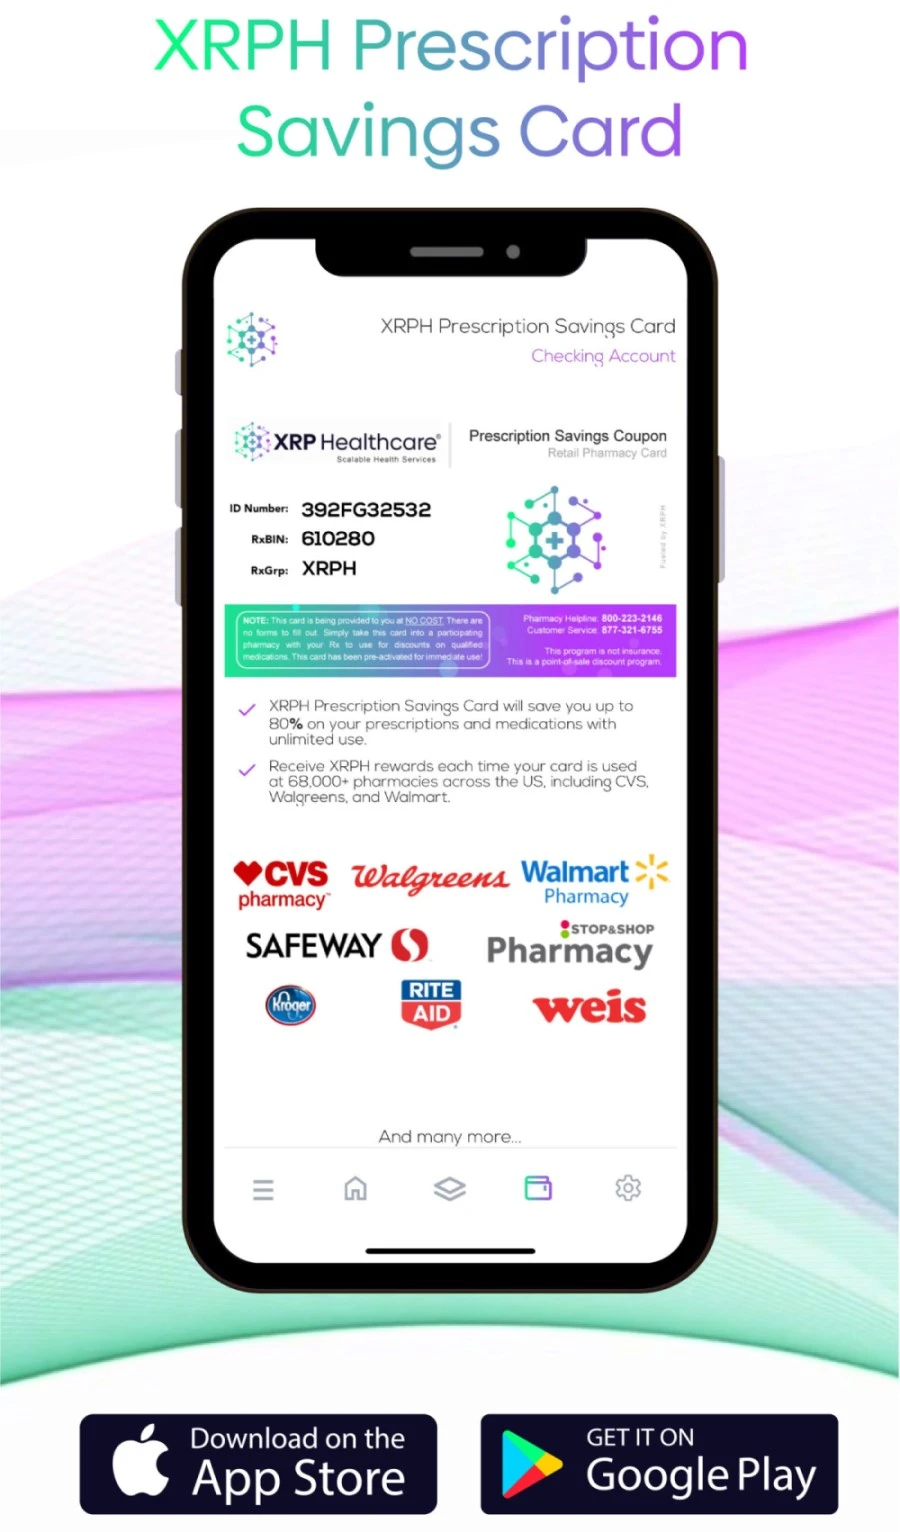 XRPH Prescription
Savings Card
XRPH Prescription Savings Card
Checking Account
XRP Healthcare®
Scalable Health Services
Prescription Savings Coupon
Retail Pharmacy Card
ID Number: 392FG32532
RxBIN: 610280
RxGrp: XRPH
Fueled by XRPH
NOTE: This card is being provided to you at NO COST. There are
no forms to fill out. Simply take this card into a participating
pharmacy with your Rx to use for discounts on qualified
medications. This card has been pre-activated for immediate use!
Pharmacy Helpline: 800-223-2146
Customer Service: 877-321-6755
This program is not insurance.
This is a point-of-sale discount program.
XRPH Prescription Savings Card will save you up to
80% on your prescriptions and medications with
unlimited use.
Receive XRPH rewards each time your card is used
at 68,000+ pharmacies across the US, including CVS,
Walgreens, and Walmart.
CVS
pharmacy™
Walgreens
Walmart
Pharmacy
SAFEWAY
STOP&SHOP
Pharmacy
Kroger
RITE
AID
weis
And many more...
Download on the
App Store
GET IT ON
Google Play